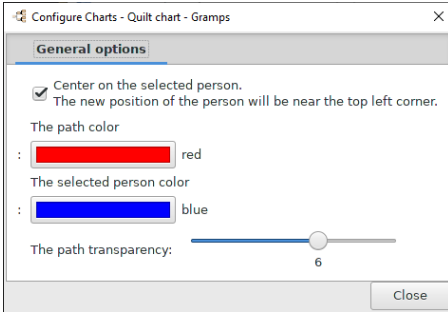 Configure Charts - Quilt chart - Gramps
General options
Center on the selected person.
The new position of the person will be near the top left corner.
The path color
: red
The selected person color
: blue
The path transparency:
6
Close